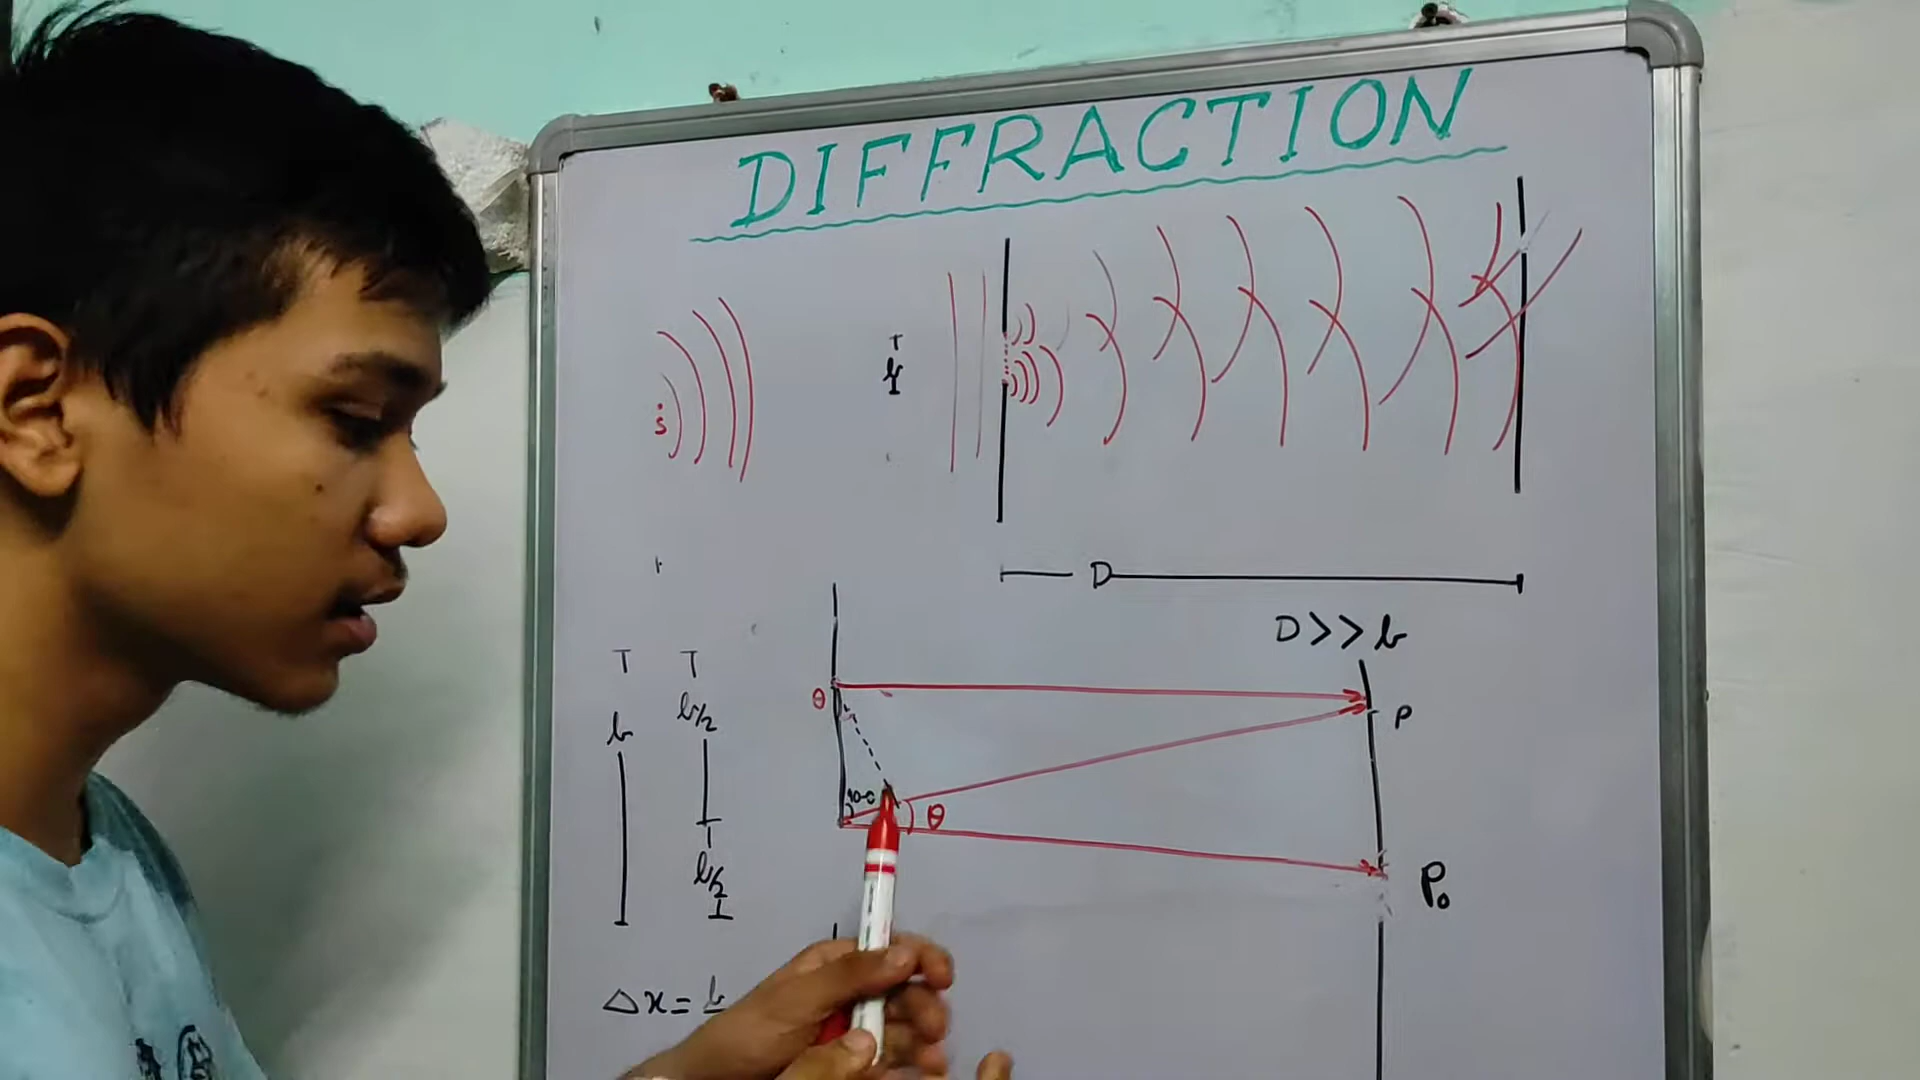 DIFFRACTION
b
S
D
D>>b
b
b/2
b/2
θ
90-θ
θ
P
P₀
Δx = b